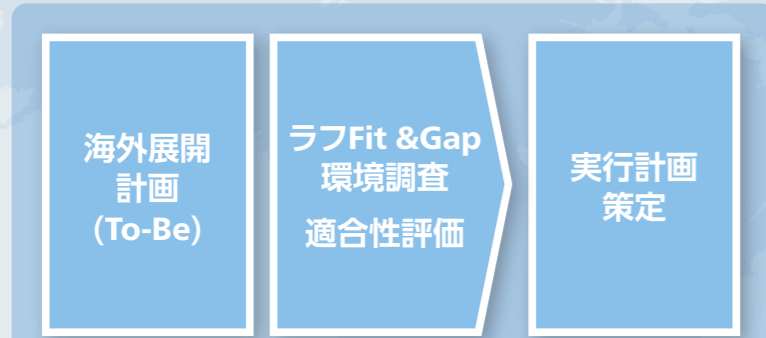 海外展開
計画
（To-Be）
ラフFit &Gap
環境調査
適合性評価
実行計画
策定